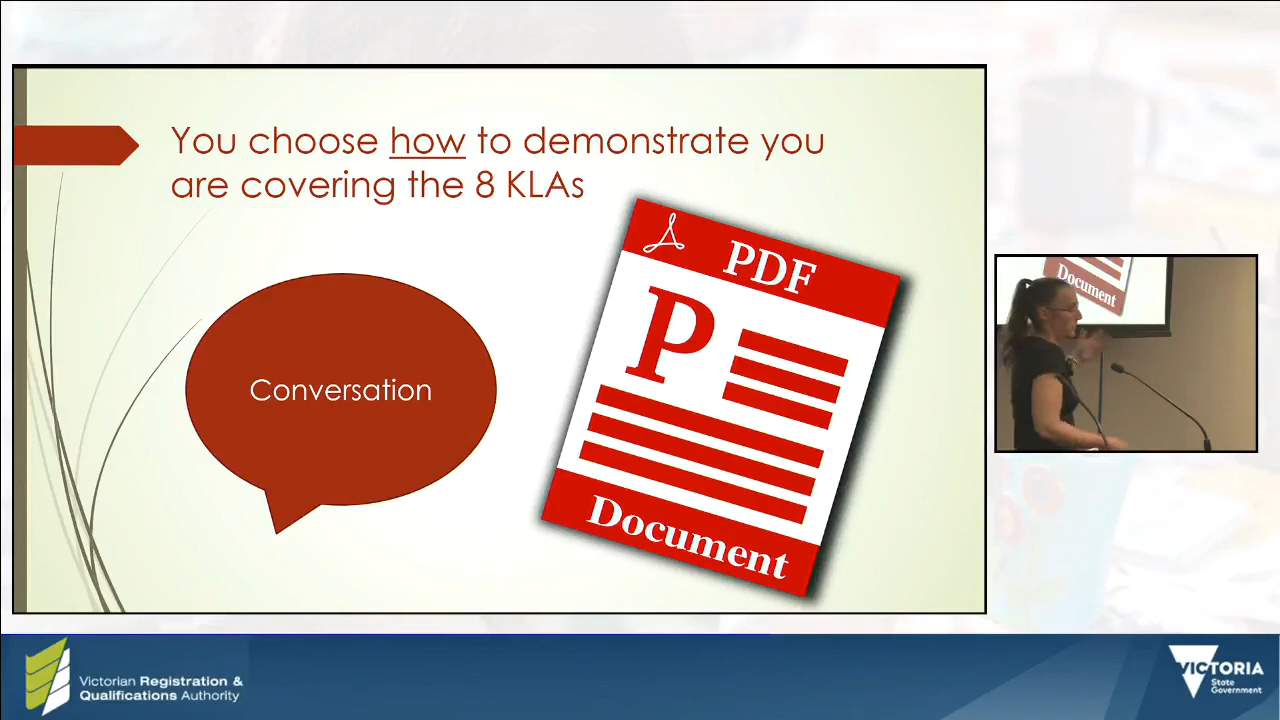 You choose how to demonstrate you
are covering the 8 KLAs
PDF
P
Conversation
Document
Document
Victorian Registration &
Qualifications Authority
VICTORIA
State
Government